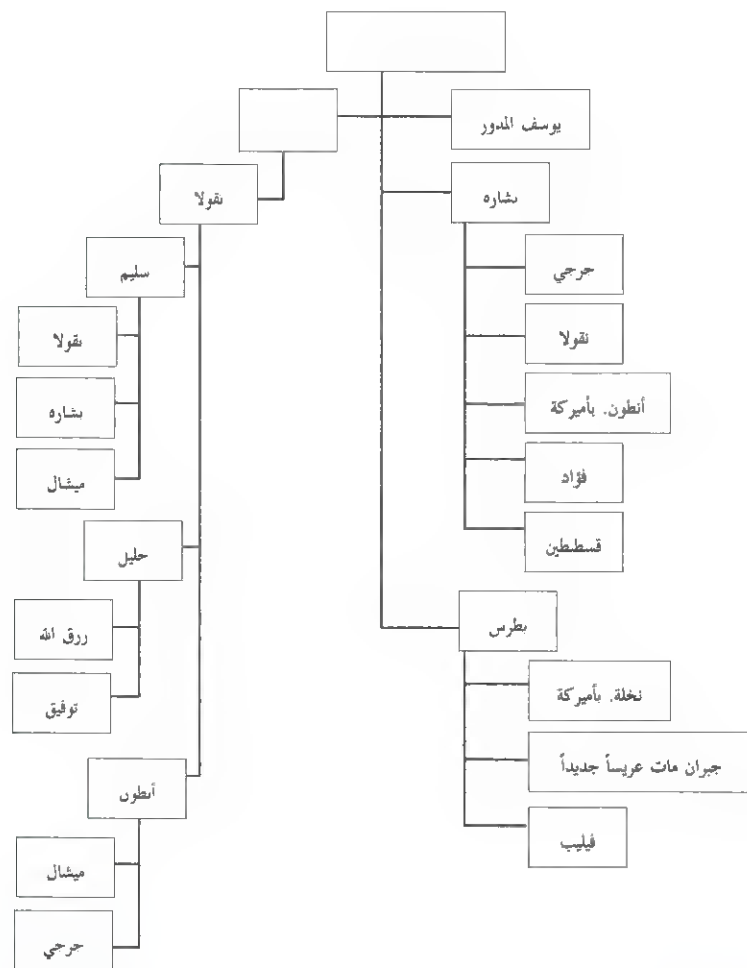 يوسف المدور
بشاره
جرجي
نقولا
أنطون. بأميركة
فؤاد
قسطنطين
بطرس
نخلة. بأميركة
جبران مات عريساً جديداً
فيليب
نقولا
سليم
نقولا
بشاره
ميشال
خليل
رزق الله
توفيق
أنطون
ميشال
جرجي